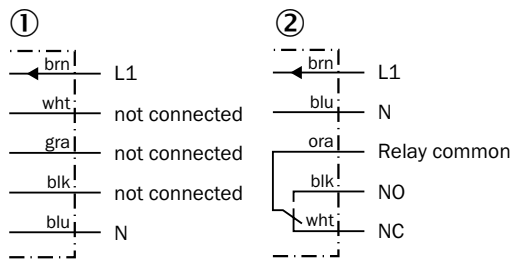 ①
brn L1
wht not connected
gra not connected
blk not connected
blu N
②
brn L1
blu N
ora Relay common
blk NO
wht NC